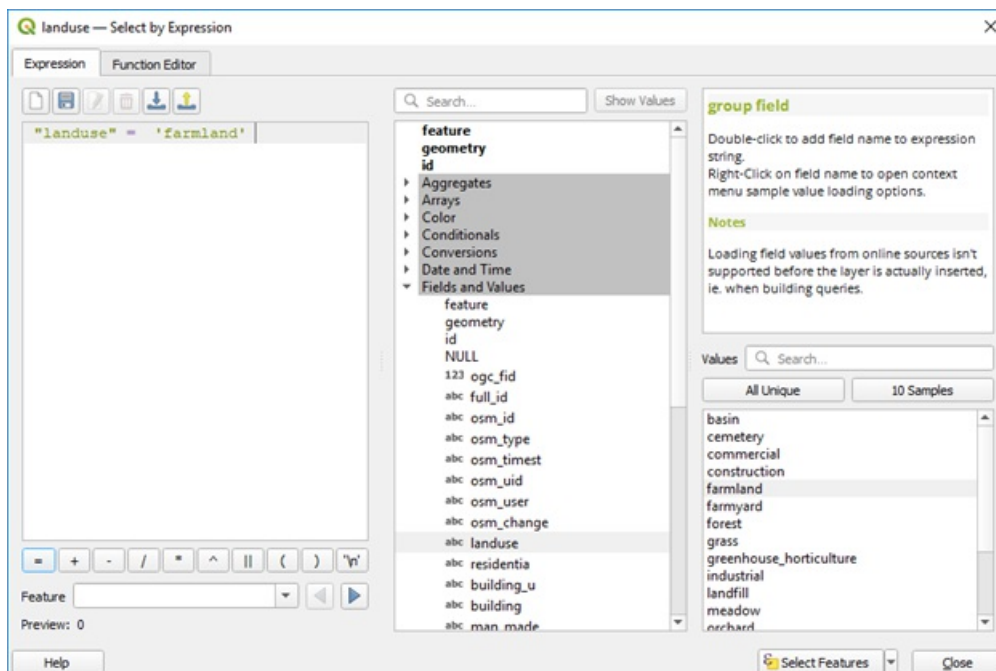 landuse — Select by Expression
Expression
Function Editor
"landuse" = 'farmland'
= + - / * ^ || ( ) '\n'
Feature
Preview: 0
Help
Search...
Show Values
feature
geometry
id
Aggregates
Arrays
Color
Conditionals
Conversions
Date and Time
Fields and Values
feature
geometry
id
NULL
123 ogc_fid
abc full_id
abc osm_id
abc osm_type
abc osm_timest
abc osm_uid
abc osm_user
abc osm_change
abc landuse
abc residentia
abc building_u
abc building
abc man_made
group field
Double-click to add field name to expression
string.
Right-Click on field name to open context
menu sample value loading options.
Notes
Loading field values from online sources isn't
supported before the layer is actually inserted,
ie. when building queries.
Values
Search...
All Unique
10 Samples
basin
cemetery
commercial
construction
farmland
farmyard
forest
grass
greenhouse_horticulture
industrial
landfill
meadow
orchard
Select Features
Close